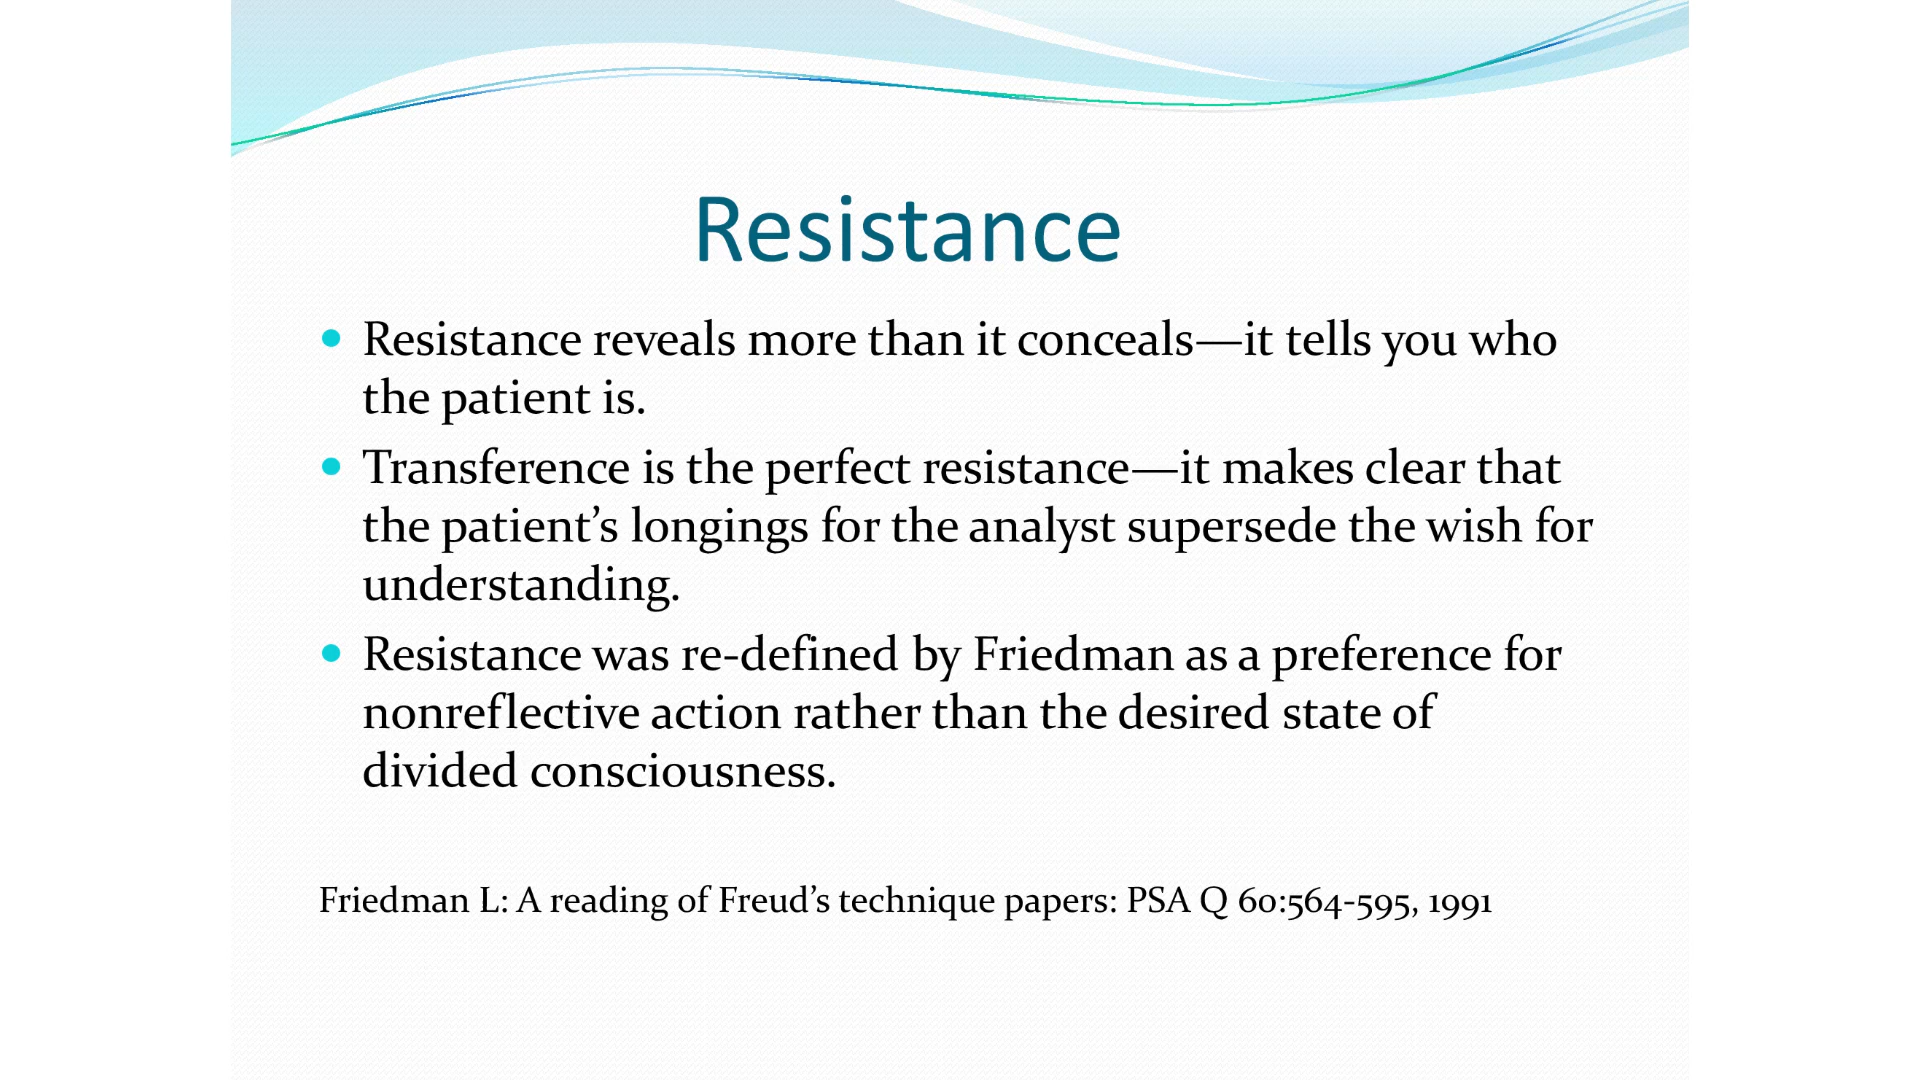 Resistance
• Resistance reveals more than it conceals—it tells you who
the patient is.
• Transference is the perfect resistance—it makes clear that
the patient’s longings for the analyst supersede the wish for
understanding.
• Resistance was re-defined by Friedman as a preference for
nonreflective action rather than the desired state of
divided consciousness.
Friedman L: A reading of Freud’s technique papers: PSA Q 60:564-595, 1991